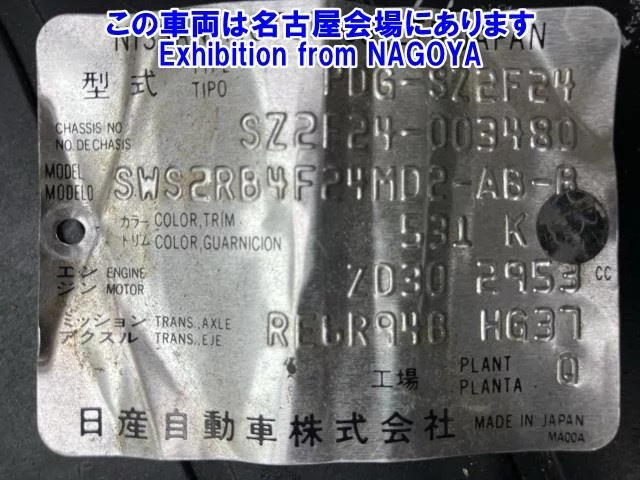 この車両は名古屋会場にあります
Exhibition from NAGOYA
型式 TIPO PDG-SZ2F24
CHASSIS NO
NO.DE CHASIS SZ2F24-003480
MODEL
MODELO SWS2RB4F24MD2-AB-B
カラー COLOR,TRIM
トリム COLOR,GUARNICION 531 K
エン ENGINE
ジン MOTOR ZD30 2953 CC
ミッション TRANS.,AXLE
アクスル TRANS.,EJE HG37
工場 PLANT
PLANTA Q
日産自動車株式会社 MADE IN JAPAN
MA00A